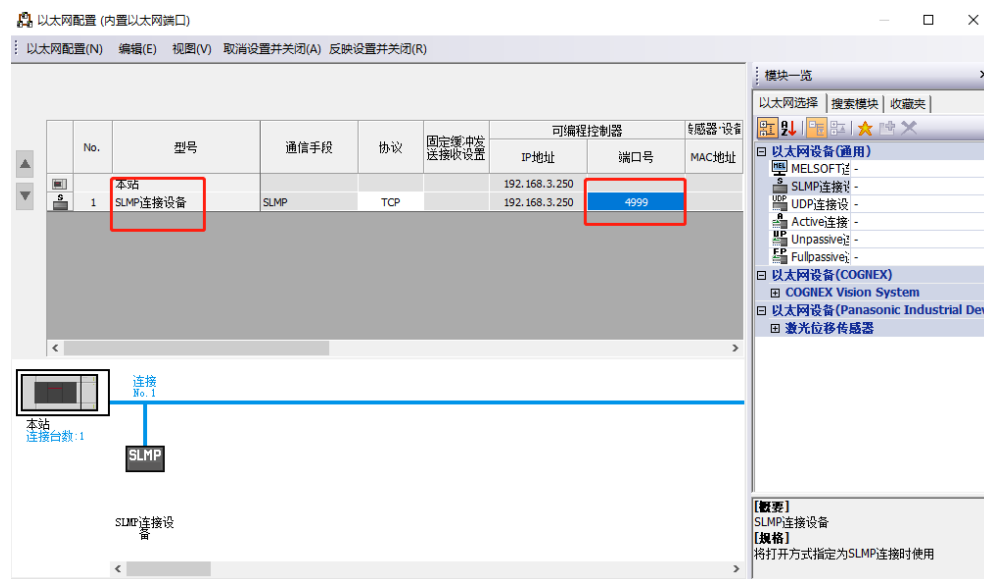 以太网配置 (内置以太网端口)
以太网配置(N) 编辑(E) 视图(V) 取消设置并关闭(A) 反映设置并关闭(R)
No. 型号 通信手段 协议 固定缓冲发送接收设置 可编程控制器
IP地址 端口号 MAC地址
本站 192.168.3.250
1 SLMP连接设备 SLMP TCP 192.168.3.250 4999
连接
No.1
本站
连接台数:1
SLMP
SLMP连接设
备
模块一览
以太网选择 搜索模块 收藏夹
以太网设备(通用)
MELSOFT -
SLMP连接 -
UDP连接设 -
Active连接 -
Unpassive -
Fullpassive -
以太网设备(COGNEX)
COGNEX Vision System
以太网设备(Panasonic Industrial Dev
激光位移传感器
[概要]
SLMP连接设备
[规格]
将打开方式指定为SLMP连接时使用